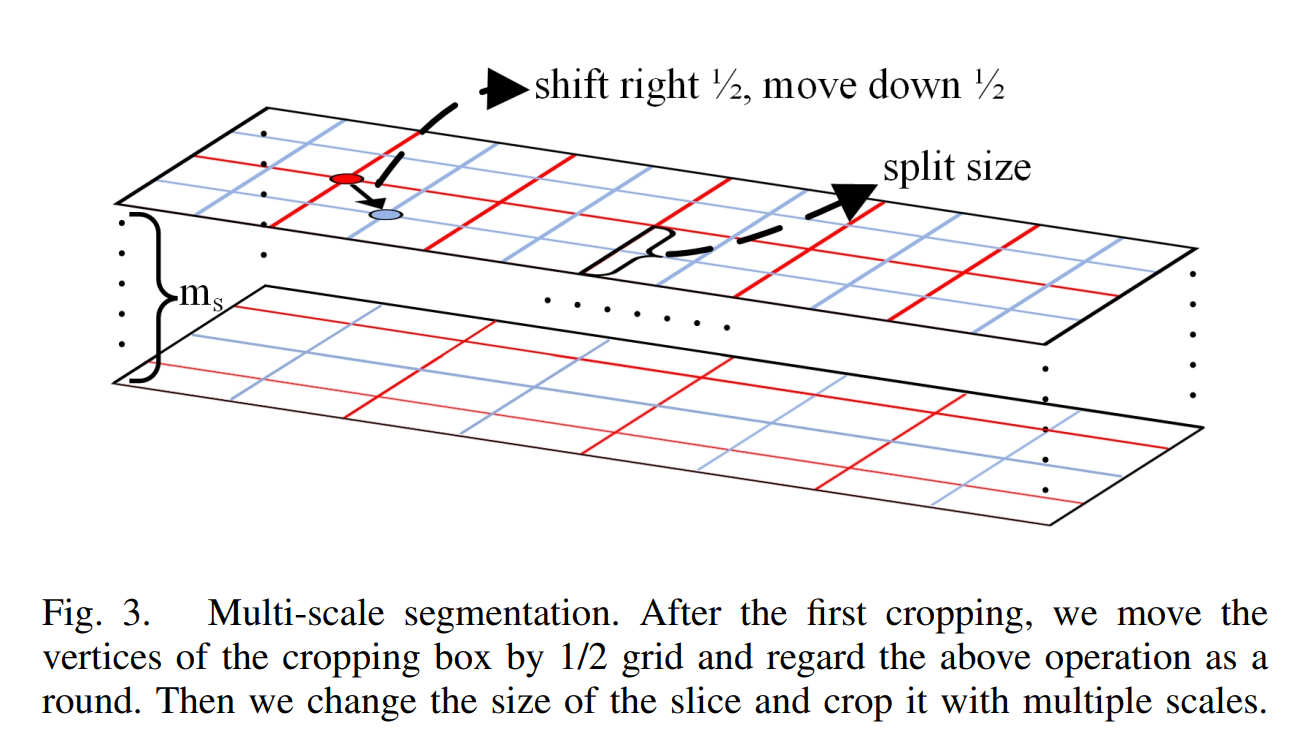 shift right ½, move down ½
split size
mₛ
Fig. 3. Multi-scale segmentation. After the first cropping, we move the
vertices of the cropping box by 1/2 grid and regard the above operation as a
round. Then we change the size of the slice and crop it with multiple scales.